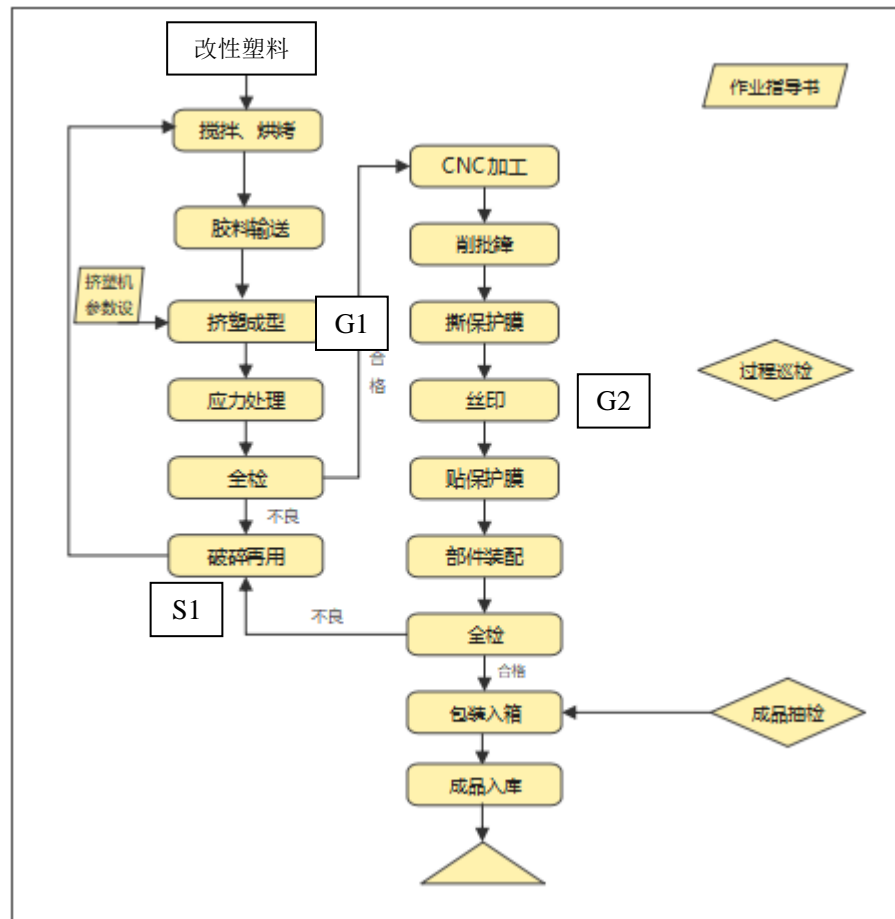 改性塑料
搅拌、烘烤
胶料输送
挤塑机
参数设
挤塑成型
G1
应力处理
全检
合
格
不良
破碎再用
S1
不良
CNC加工
削批锋
撕保护膜
丝印
G2
贴保护膜
部件装配
全检
合格
包装入箱
成品入库
作业指导书
过程巡检
成品抽检